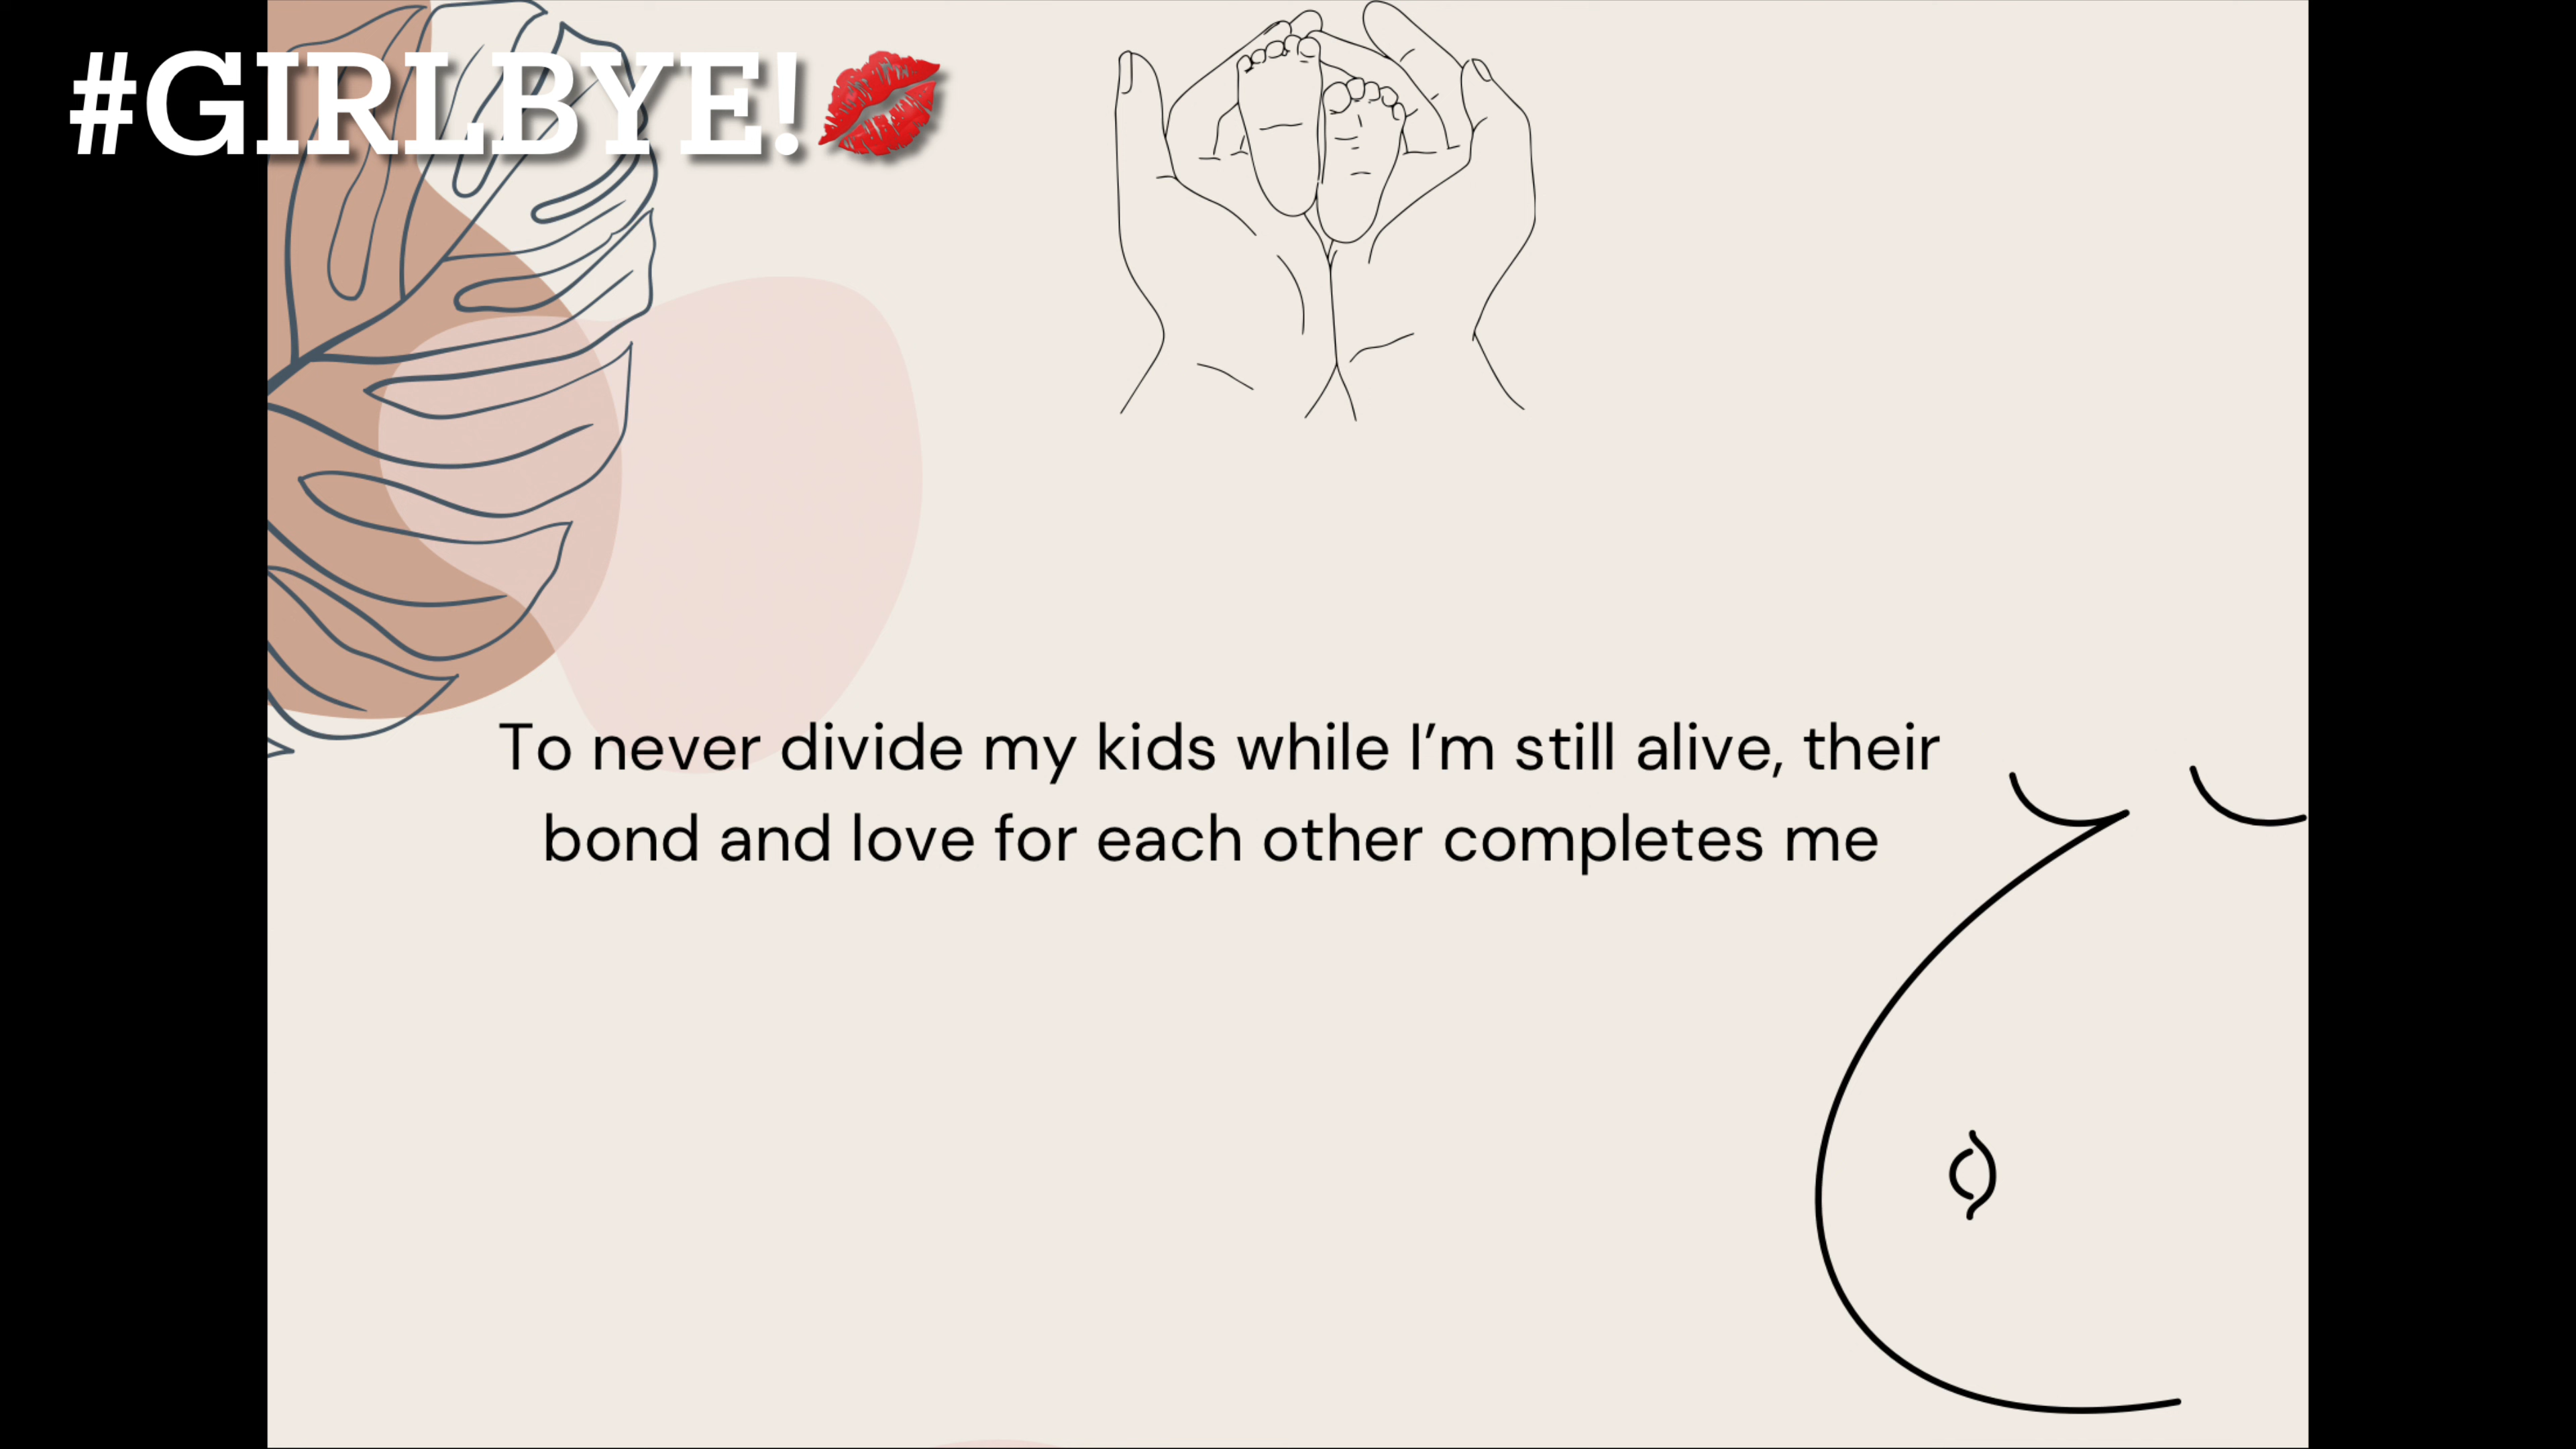 #GIRLBYE!💋
To never divide my kids while I’m still alive, their
bond and love for each other completes me